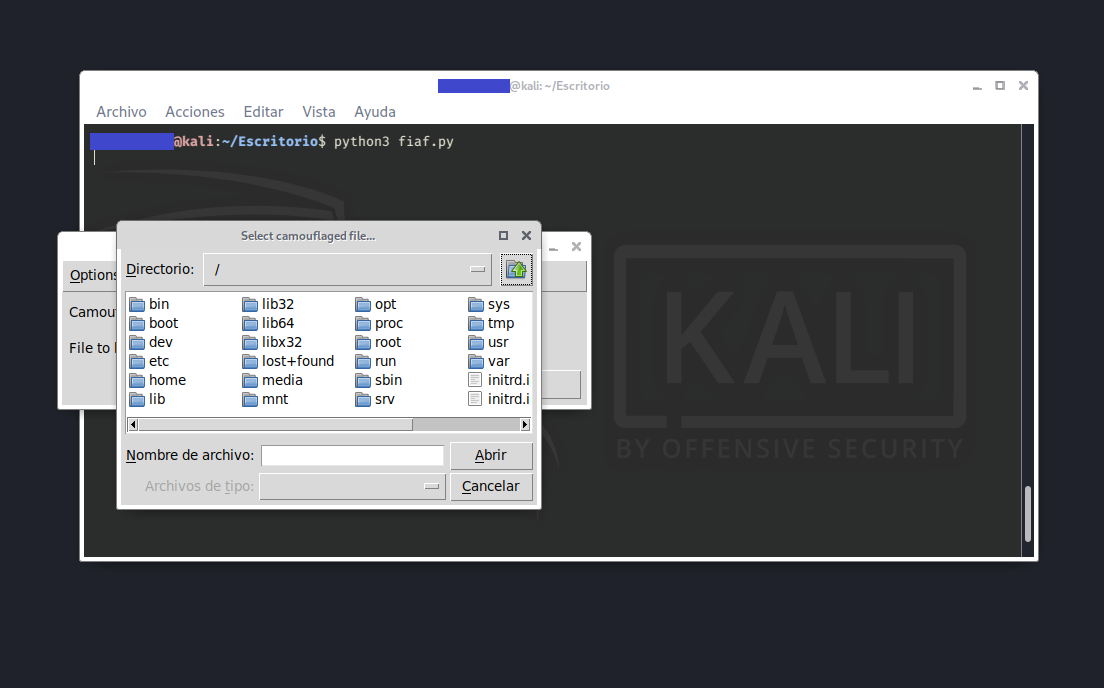 @kali: ~/Escritorio
Archivo Acciones Editar Vista Ayuda
@kali:~/Escritorio$ python3 fiaf.py
Select camouflaged file...
Options
Directorio: /
Camou
File to
bin lib32 opt sys
boot lib64 proc tmp
dev libx32 root usr
etc lost+found run var
home media sbin initrd.i
lib mnt srv initrd.i
Nombre de archivo: Abrir
Archivos de tipo: Cancelar
KALI
BY OFFENSIVE SECURITY